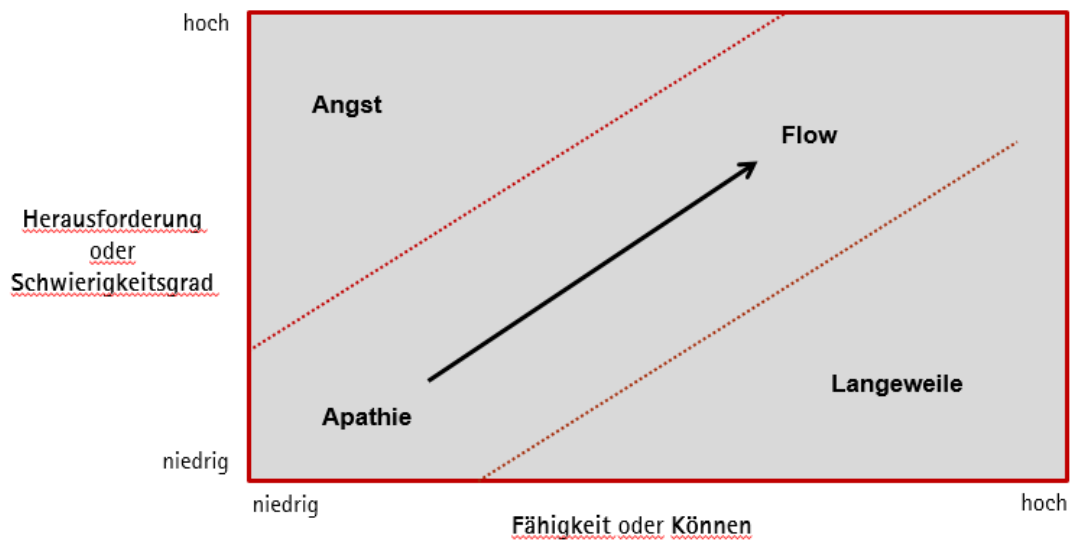 hoch
Angst
Flow
Herausforderung
oder
Schwierigkeitsgrad
Langeweile
Apathie
niedrig
niedrig
hoch
Fähigkeit oder Können